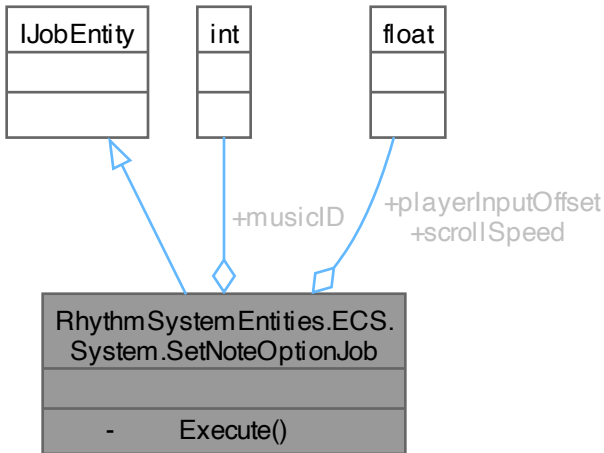 IJobEntity
int
float
+musicID
+playerInputOffset
+scrollSpeed
RhythmSystemEntities.ECS.
System.SetNoteOptionJob
- Execute()